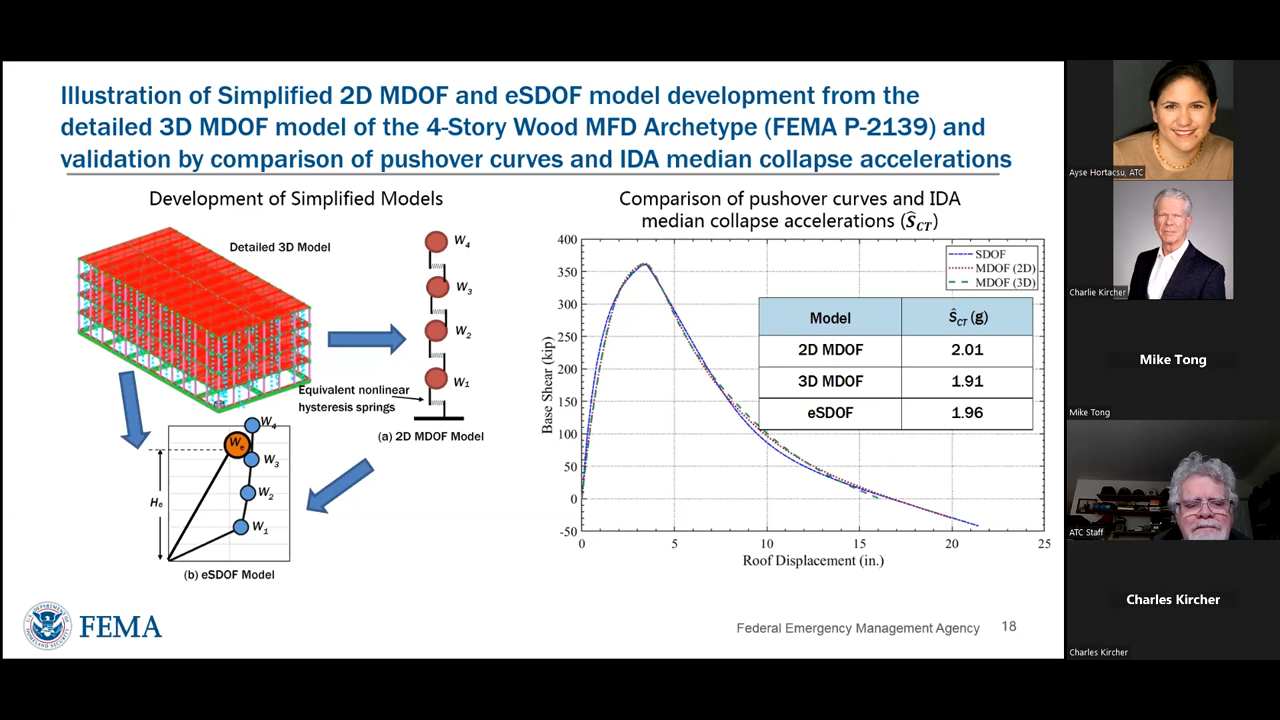 Illustration of Simplified 2D MDOF and eSDOF model development from the
detailed 3D MDOF model of the 4-Story Wood MFD Archetype (FEMA P-2139) and
validation by comparison of pushover curves and IDA median collapse accelerations
Development of Simplified Models
Detailed 3D Model
W₄
W₃
W₂
W₁
Equivalent nonlinear
hysteresis springs
(a) 2D MDOF Model
W₄
Wₑ
W₃
Hₑ
W₂
W₁
(b) eSDOF Model
Comparison of pushover curves and IDA
median collapse accelerations (Ŝ_CT)
400
350
300
250
200
150
100
50
0
-50
Base Shear (kip)
SDOF
MDOF (2D)
MDOF (3D)
Model Ŝ_CT (g)
2D MDOF 2.01
3D MDOF 1.91
eSDOF 1.96
0 5 10 15 20 25
Roof Displacement (in.)
FEMA
Federal Emergency Management Agency 18
Ayse Hortacsu, ATC
Charlie Kircher
Mike Tong
Mike Tong
ATC Staff
Charles Kircher
Charles Kircher